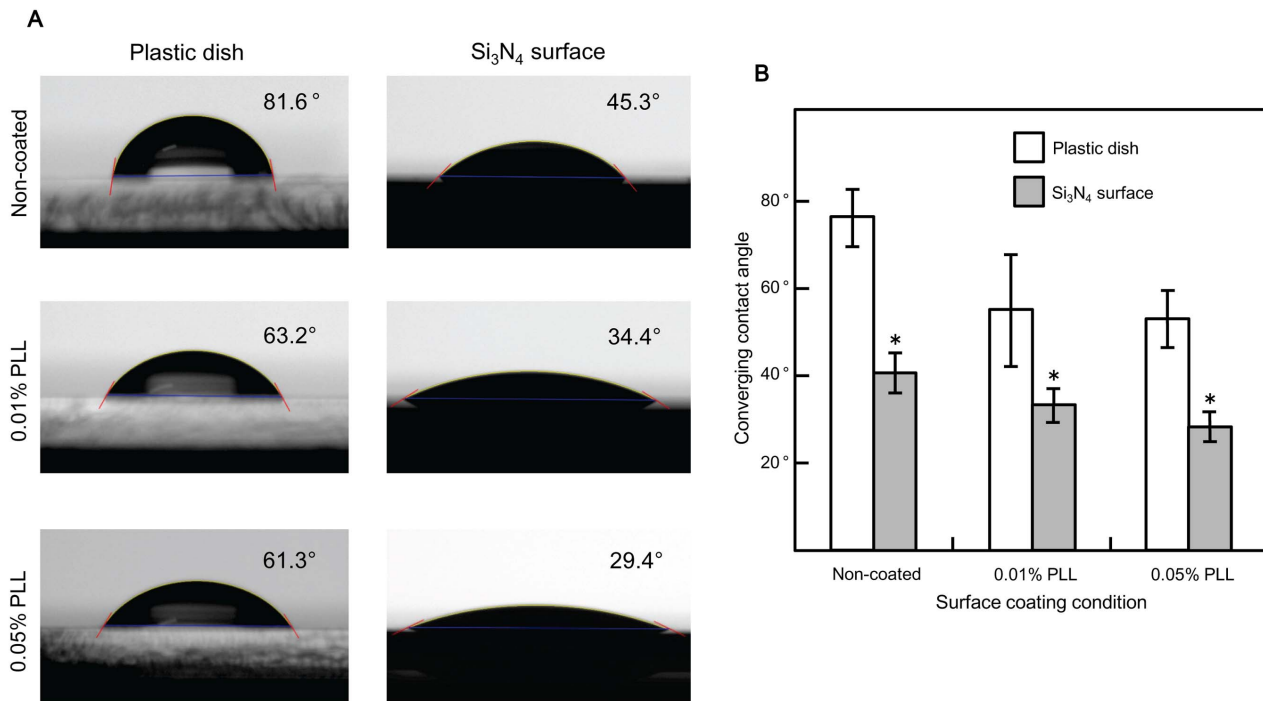 A
Plastic dish
Si₃N₄ surface
Non-coated
81.6°
45.3°
0.01% PLL
63.2°
34.4°
0.05% PLL
61.3°
29.4°
B
Plastic dish
Si₃N₄ surface
Converging contact angle
80°
60°
40°
20°
*
*
*
Non-coated
0.01% PLL
0.05% PLL
Surface coating condition